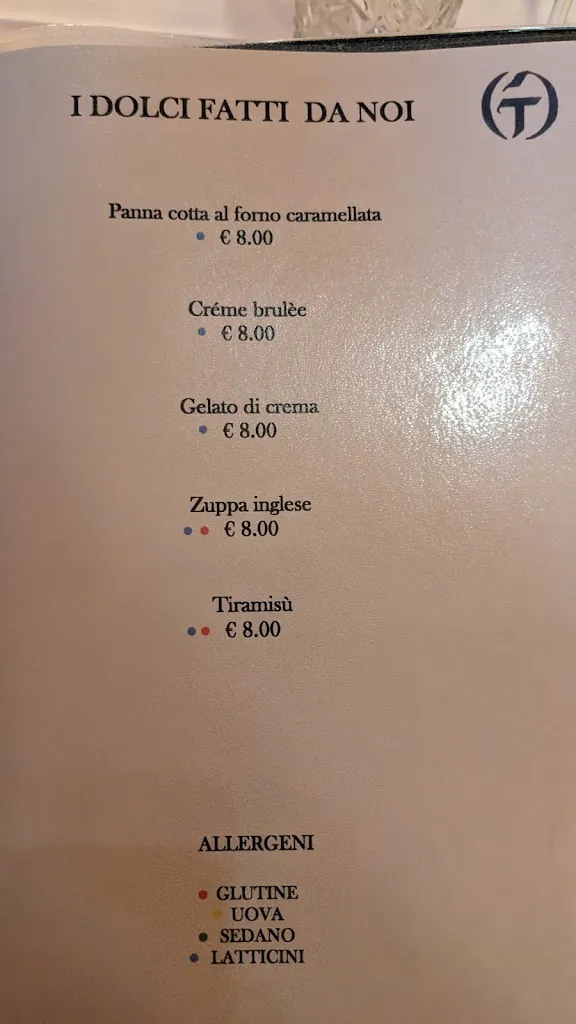 I DOLCI FATTI DA NOI
Panna cotta al forno caramellata
€ 8.00
Créme brulèe
€ 8.00
Gelato di crema
€ 8.00
Zuppa inglese
€ 8.00
Tiramisù
€ 8.00
ALLERGENI
GLUTINE
UOVA
SEDANO
LATTICINI